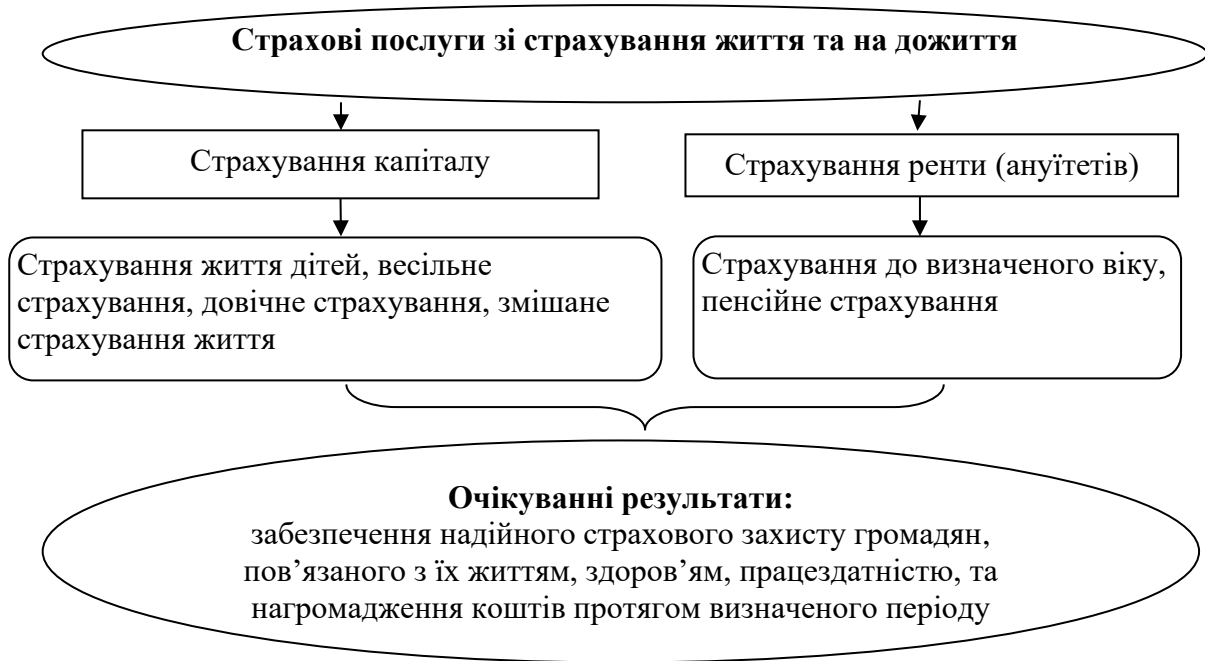 Страхові послуги зі страхування життя та на дожиття
Страхування капіталу
Страхування ренти (ануїтетів)
Страхування життя дітей, весільне
страхування, довічне страхування, змішане
страхування життя
Страхування до визначеного віку,
пенсійне страхування
Очікуванні результати:
забезпечення надійного страхового захисту громадян,
пов’язаного з їх життям, здоров’ям, працездатністю, та
нагромадження коштів протягом визначеного періоду